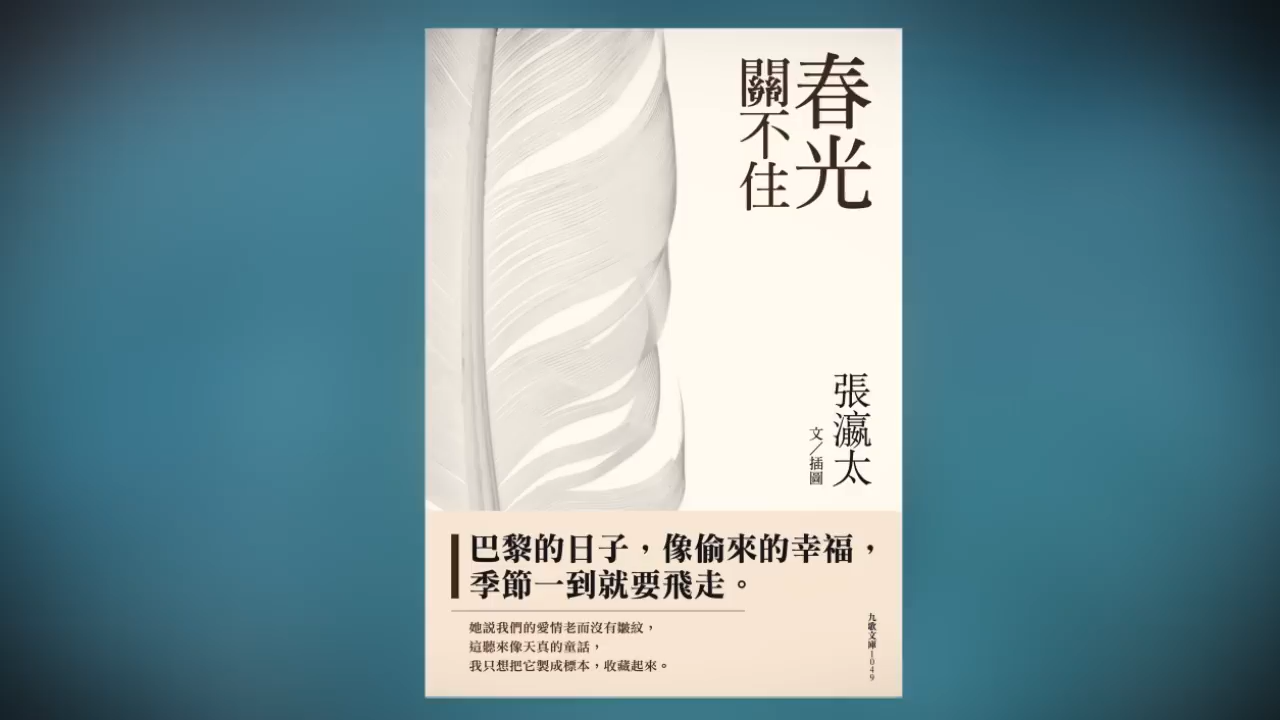 春光
關不住
張瀛太
文／插圖
巴黎的日子，像偷來的幸福，
季節一到就要飛走。
她說我們的愛情老而沒有皺紋，
這聽來像天真的童話，
我只想把它製成標本，收藏起來。
九歌文庫1049